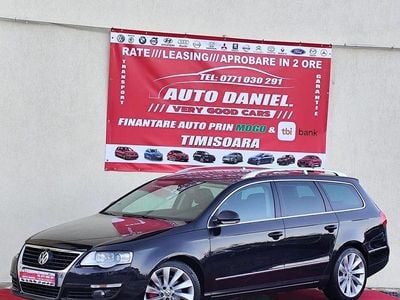 RATE///LEASING///APROBARE IN 2 ORE
TRANSPORT
GARANTIE
TEL: 0771 030 291
AUTO DANIEL
VERY GOOD CARS
FINANTARE AUTO PRIN MOGO & tbi bank
TIMISOARA